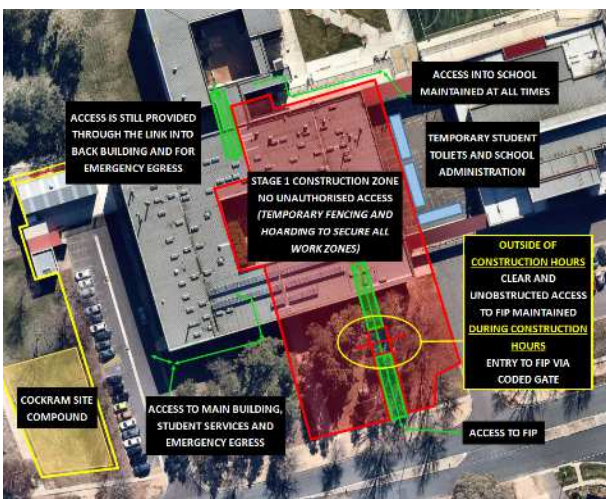 ACCESS INTO SCHOOL
MAINTAINED AT ALL TIMES
ACCESS IS STILL PROVIDED
THROUGH THE LINK INTO
BACK BUILDING AND FOR
EMERGENCY EGRESS
TEMPORARY STUDENT
TOLIETS AND SCHOOL
ADMINISTRATION
STAGE 1 CONSTRUCTION ZONE
NO UNAUTHORISED ACCESS
(TEMPORARY FENCING AND
HOARDING TO SECURE ALL
WORK ZONES)
OUTSIDE OF
CONSTRUCTION HOURS
CLEAR AND
UNOBSTRUCTED ACCESS
TO FIP MAINTAINED
DURING CONSTRUCTION
HOURS
ENTRY TO FIP VIA
CODED GATE
COCKRAM SITE
COMPOUND
ACCESS TO MAIN BUILDING,
STUDENT SERVICES AND
EMERGENCY EGRESS
ACCESS TO FIP